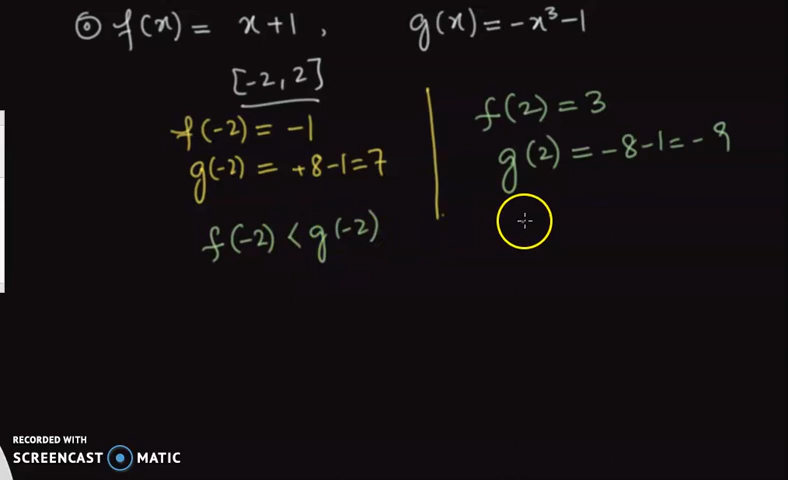 ⊙ f(x) = x+1, g(x) = -x³-1
[-2, 2]
f(-2) = -1
g(-2) = +8-1=7
f(-2) < g(-2)
f(2) = 3
g(2) = -8-1= -9
RECORDED WITH
SCREENCAST MATIC